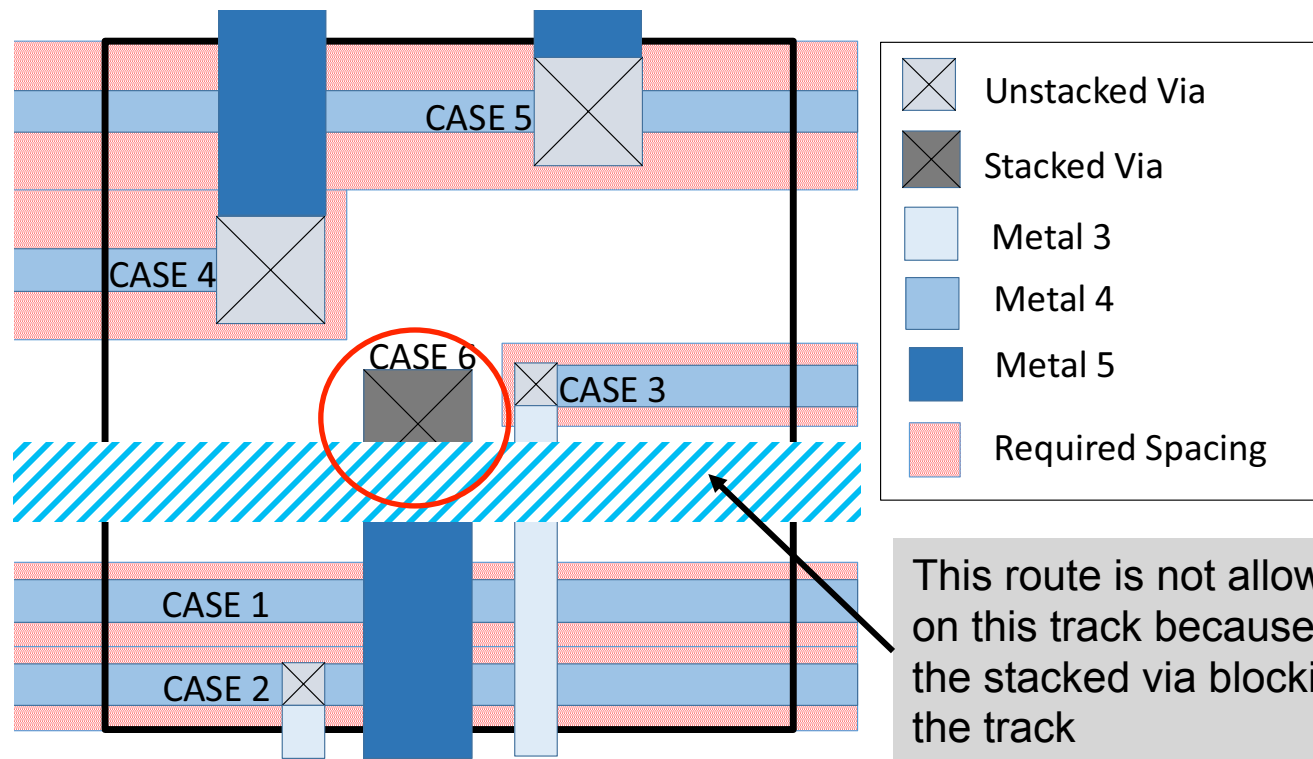 CASE 5
CASE 4
CASE 6
CASE 3
CASE 1
CASE 2
Unstacked Via
Stacked Via
Metal 3
Metal 4
Metal 5
Required Spacing
This route is not allow
on this track because
the stacked via blocki
the track